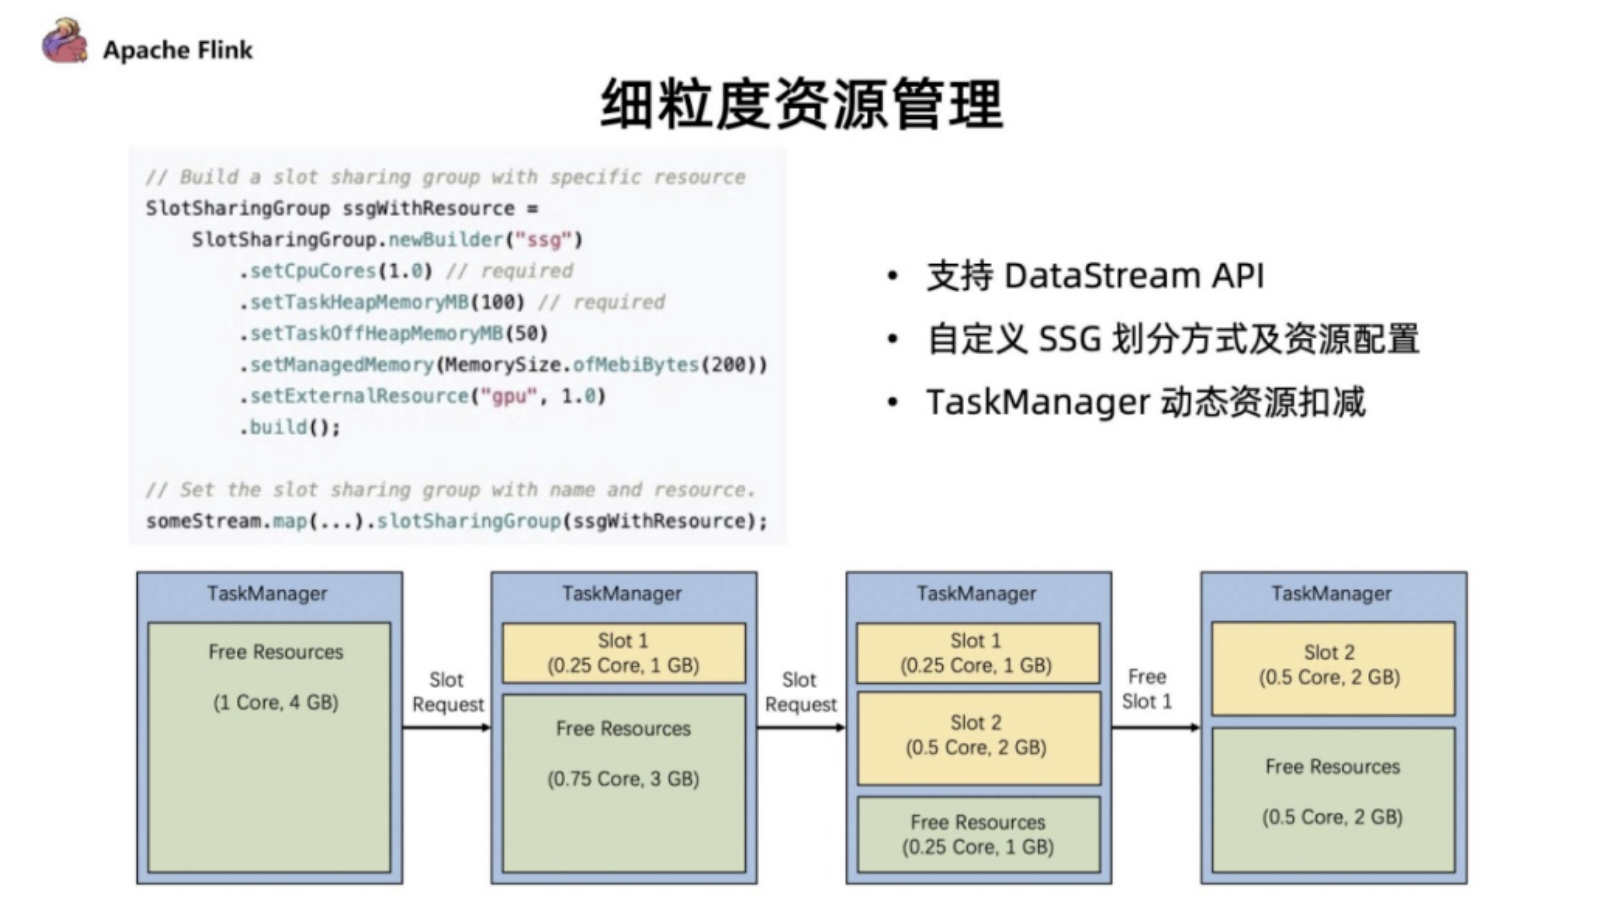 Apache Flink
细粒度资源管理
// Build a slot sharing group with specific resource
SlotSharingGroup ssgWithResource =
SlotSharingGroup.newBuilder("ssg")
.setCpuCores(1.0) // required
.setTaskHeapMemoryMB(100) // required
.setTaskOffHeapMemoryMB(50)
.setManagedMemory(MemorySize.ofMebiBytes(200))
.setExternalResource("gpu", 1.0)
.build();
// Set the slot sharing group with name and resource.
someStream.map(...).slotSharingGroup(ssgWithResource);
• 支持 DataStream API
• 自定义 SSG 划分方式及资源配置
• TaskManager 动态资源扣减
TaskManager
Free Resources
(1 Core, 4 GB)
Slot
Request
TaskManager
Slot 1
(0.25 Core, 1 GB)
Free Resources
(0.75 Core, 3 GB)
Slot
Request
TaskManager
Slot 1
(0.25 Core, 1 GB)
Slot 2
(0.5 Core, 2 GB)
Free Resources
(0.25 Core, 1 GB)
Free
Slot 1
TaskManager
Slot 2
(0.5 Core, 2 GB)
Free Resources
(0.5 Core, 2 GB)